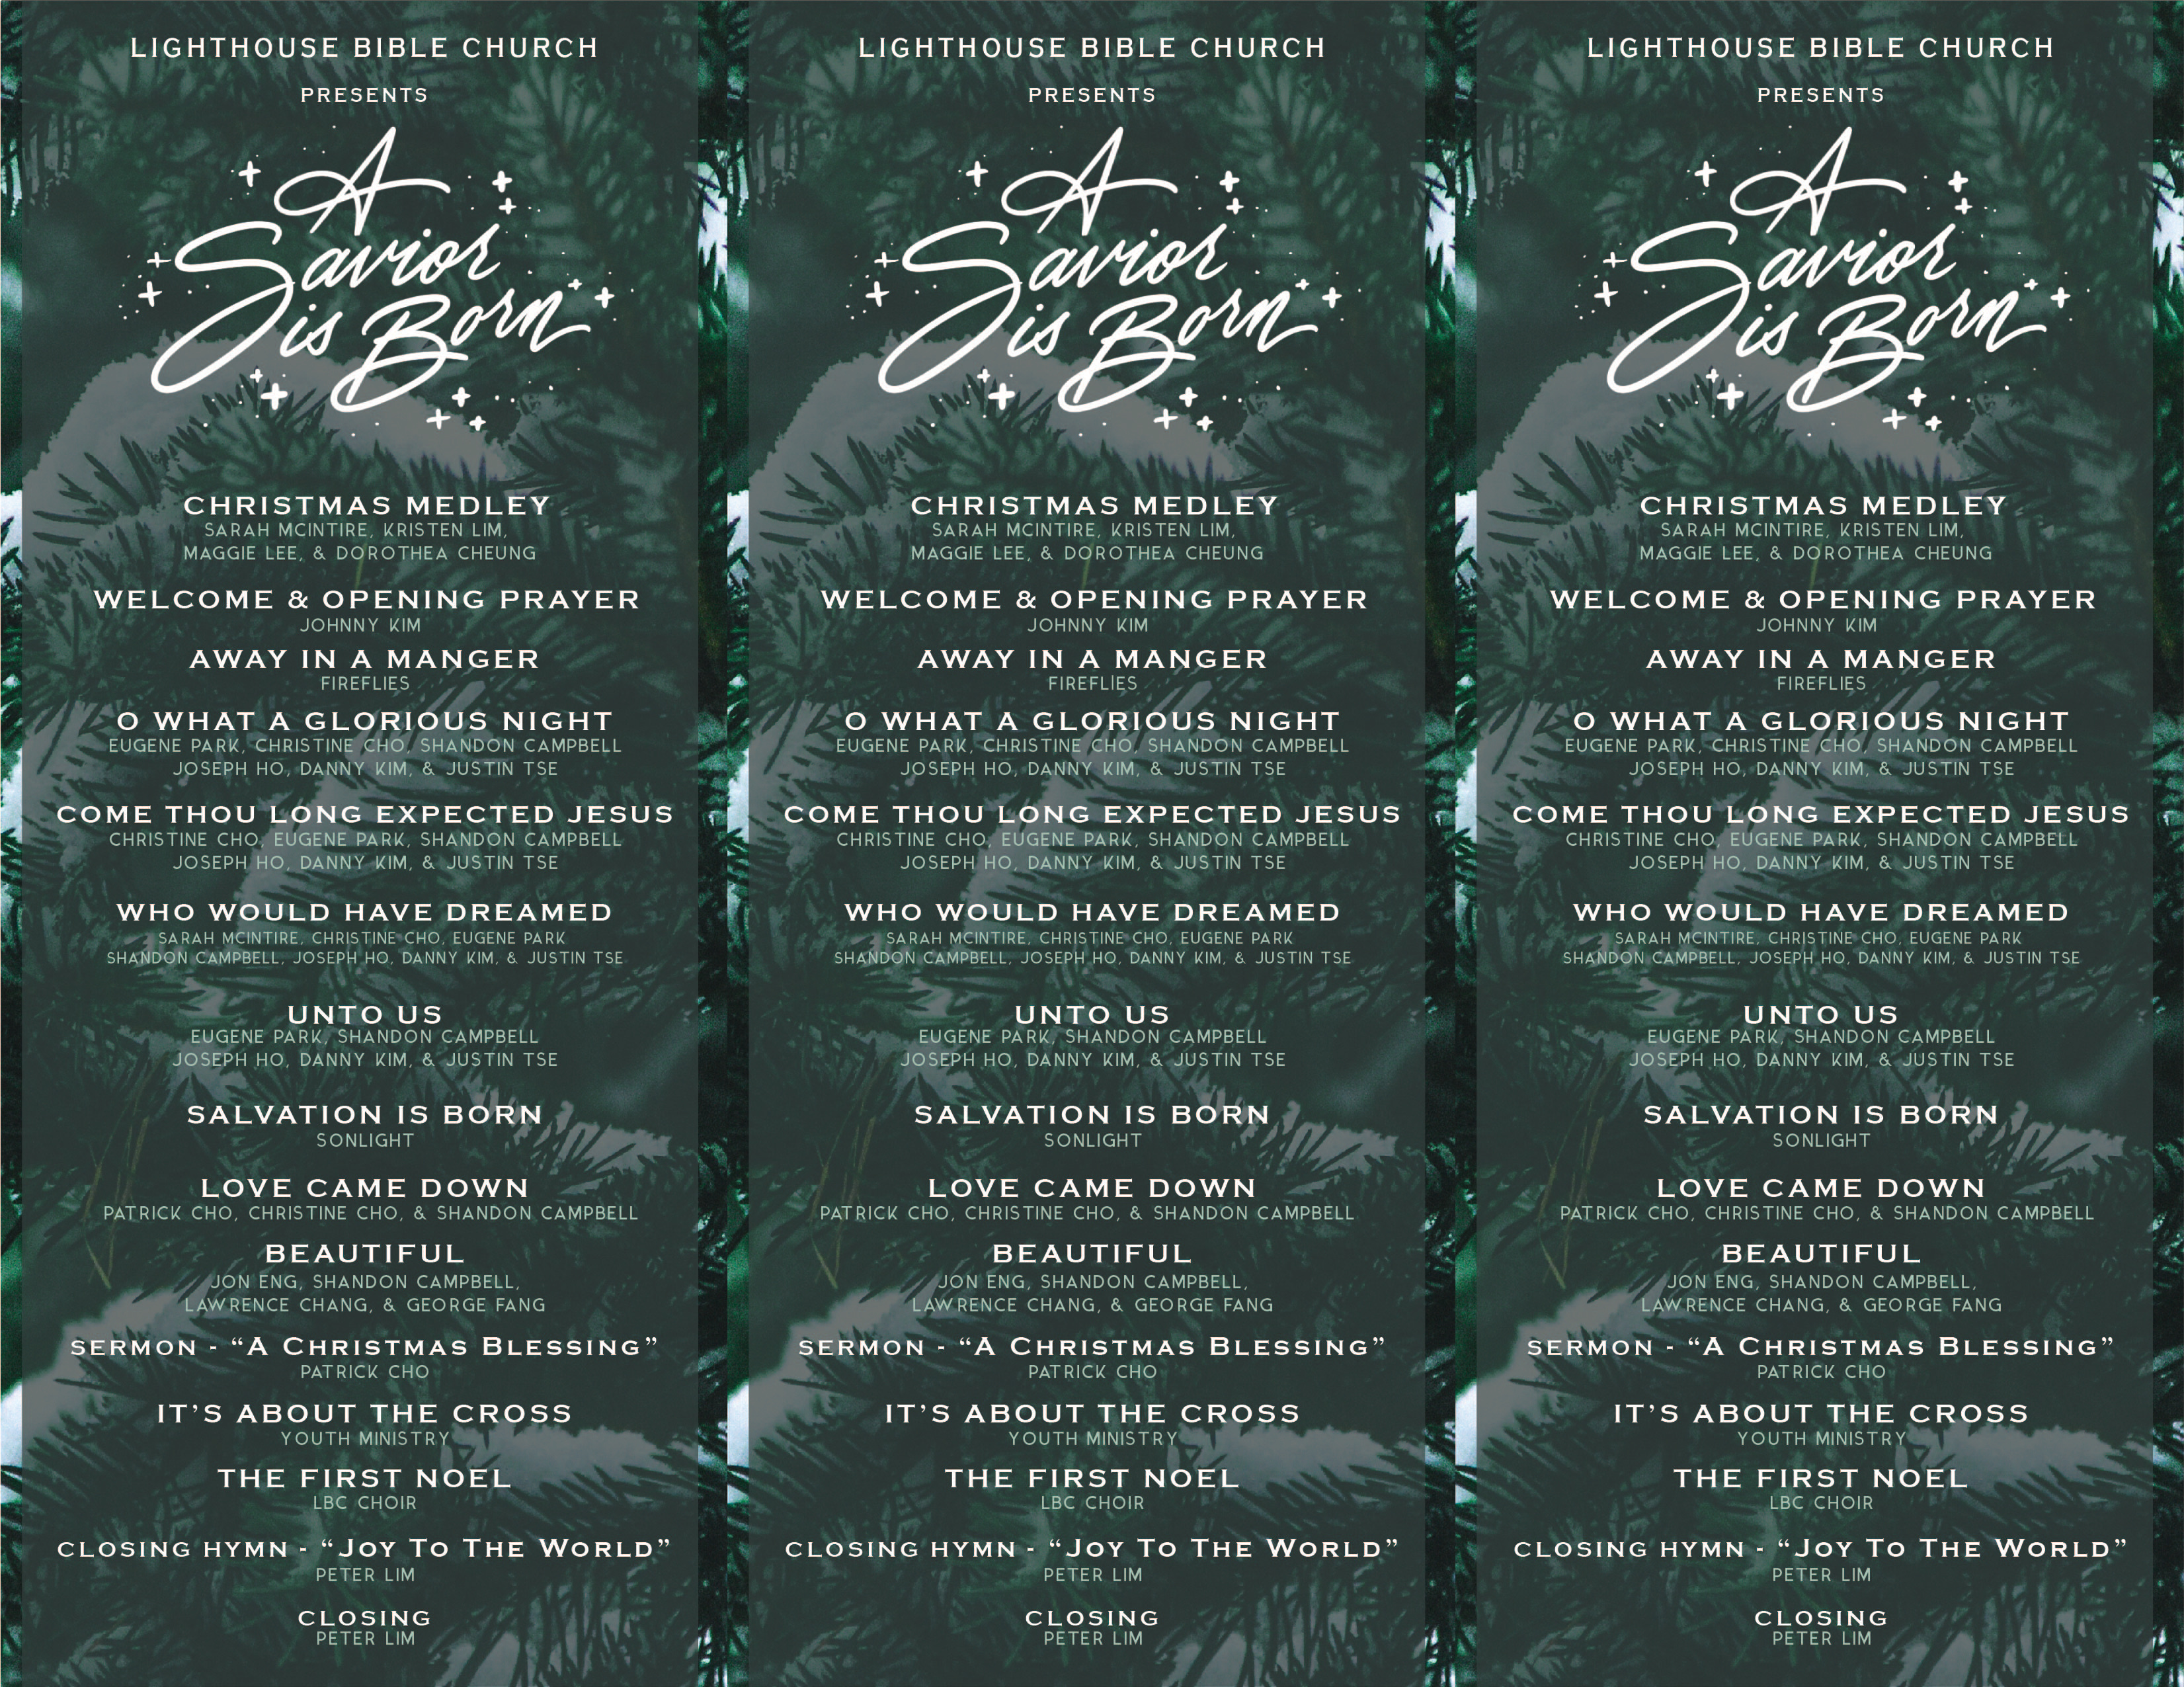 LIGHTHOUSE BIBLE CHURCH
PRESENTS
A
Savior
is Born
CHRISTMAS MEDLEY
SARAH MCINTIRE, KRISTEN LIM,
MAGGIE LEE, & DOROTHEA CHEUNG
WELCOME & OPENING PRAYER
JOHNNY KIM
AWAY IN A MANGER
FIREFLIES
O WHAT A GLORIOUS NIGHT
EUGENE PARK, CHRISTINE CHO, SHANDON CAMPBELL
JOSEPH HO, DANNY KIM, & JUSTIN TSE
COME THOU LONG EXPECTED JESUS
CHRISTINE CHO, EUGENE PARK, SHANDON CAMPBELL
JOSEPH HO, DANNY KIM, & JUSTIN TSE
WHO WOULD HAVE DREAMED
SARAH MCINTIRE, CHRISTINE CHO, EUGENE PARK
SHANDON CAMPBELL, JOSEPH HO, DANNY KIM, & JUSTIN TSE
UNTO US
EUGENE PARK, SHANDON CAMPBELL
JOSEPH HO, DANNY KIM, & JUSTIN TSE
SALVATION IS BORN
SONLIGHT
LOVE CAME DOWN
PATRICK CHO, CHRISTINE CHO, & SHANDON CAMPBELL
BEAUTIFUL
JON ENG, SHANDON CAMPBELL,
LAWRENCE CHANG, & GEORGE FANG
SERMON - “A CHRISTMAS BLESSING”
PATRICK CHO
IT’S ABOUT THE CROSS
YOUTH MINISTRY
THE FIRST NOEL
LBC CHOIR
CLOSING HYMN - “JOY TO THE WORLD”
PETER LIM
CLOSING
PETER LIM
LIGHTHOUSE BIBLE CHURCH
PRESENTS
A
Savior
is Born
CHRISTMAS MEDLEY
SARAH MCINTIRE, KRISTEN LIM,
MAGGIE LEE, & DOROTHEA CHEUNG
WELCOME & OPENING PRAYER
JOHNNY KIM
AWAY IN A MANGER
FIREFLIES
O WHAT A GLORIOUS NIGHT
EUGENE PARK, CHRISTINE CHO, SHANDON CAMPBELL
JOSEPH HO, DANNY KIM, & JUSTIN TSE
COME THOU LONG EXPECTED JESUS
CHRISTINE CHO, EUGENE PARK, SHANDON CAMPBELL
JOSEPH HO, DANNY KIM, & JUSTIN TSE
WHO WOULD HAVE DREAMED
SARAH MCINTIRE, CHRISTINE CHO, EUGENE PARK
SHANDON CAMPBELL, JOSEPH HO, DANNY KIM, & JUSTIN TSE
UNTO US
EUGENE PARK, SHANDON CAMPBELL
JOSEPH HO, DANNY KIM, & JUSTIN TSE
SALVATION IS BORN
SONLIGHT
LOVE CAME DOWN
PATRICK CHO, CHRISTINE CHO, & SHANDON CAMPBELL
BEAUTIFUL
JON ENG, SHANDON CAMPBELL,
LAWRENCE CHANG, & GEORGE FANG
SERMON - “A CHRISTMAS BLESSING”
PATRICK CHO
IT’S ABOUT THE CROSS
YOUTH MINISTRY
THE FIRST NOEL
LBC CHOIR
CLOSING HYMN - “JOY TO THE WORLD”
PETER LIM
CLOSING
PETER LIM
LIGHTHOUSE BIBLE CHURCH
PRESENTS
A
Savior
is Born
CHRISTMAS MEDLEY
SARAH MCINTIRE, KRISTEN LIM,
MAGGIE LEE, & DOROTHEA CHEUNG
WELCOME & OPENING PRAYER
JOHNNY KIM
AWAY IN A MANGER
FIREFLIES
O WHAT A GLORIOUS NIGHT
EUGENE PARK, CHRISTINE CHO, SHANDON CAMPBELL
JOSEPH HO, DANNY KIM, & JUSTIN TSE
COME THOU LONG EXPECTED JESUS
CHRISTINE CHO, EUGENE PARK, SHANDON CAMPBELL
JOSEPH HO, DANNY KIM, & JUSTIN TSE
WHO WOULD HAVE DREAMED
SARAH MCINTIRE, CHRISTINE CHO, EUGENE PARK
SHANDON CAMPBELL, JOSEPH HO, DANNY KIM, & JUSTIN TSE
UNTO US
EUGENE PARK, SHANDON CAMPBELL
JOSEPH HO, DANNY KIM, & JUSTIN TSE
SALVATION IS BORN
SONLIGHT
LOVE CAME DOWN
PATRICK CHO, CHRISTINE CHO, & SHANDON CAMPBELL
BEAUTIFUL
JON ENG, SHANDON CAMPBELL,
LAWRENCE CHANG, & GEORGE FANG
SERMON - “A CHRISTMAS BLESSING”
PATRICK CHO
IT’S ABOUT THE CROSS
YOUTH MINISTRY
THE FIRST NOEL
LBC CHOIR
CLOSING HYMN - “JOY TO THE WORLD”
PETER LIM
CLOSING
PETER LIM